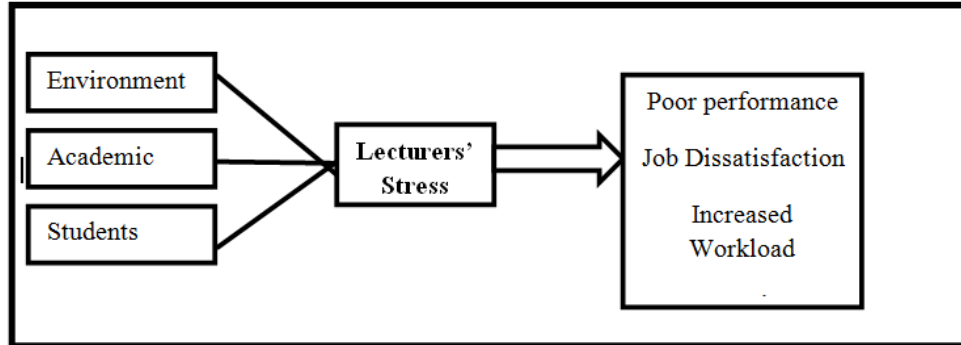 Environment
Academic
Students
Lecturers’
Stress
Poor performance
Job Dissatisfaction
Increased
Workload
.